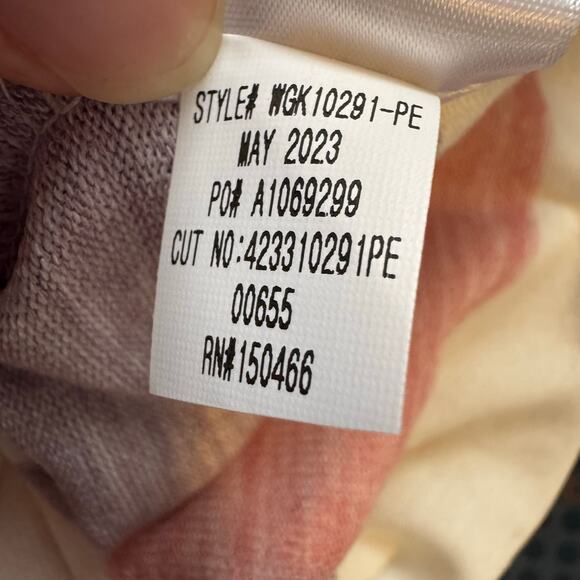 STYLE# WGK10291-PE
MAY 2023
PO# A1069299
CUT NO:423310291PE
00655
RN#150466